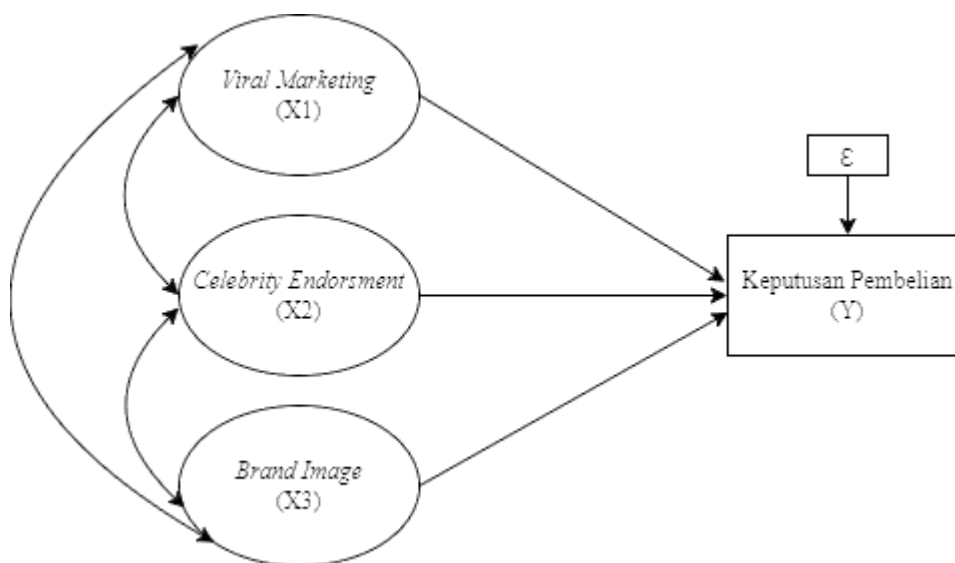 Viral Marketing
(X1)
ε
Celebrity Endorsment
(X2)
Keputusan Pembelian
(Y)
Brand Image
(X3)